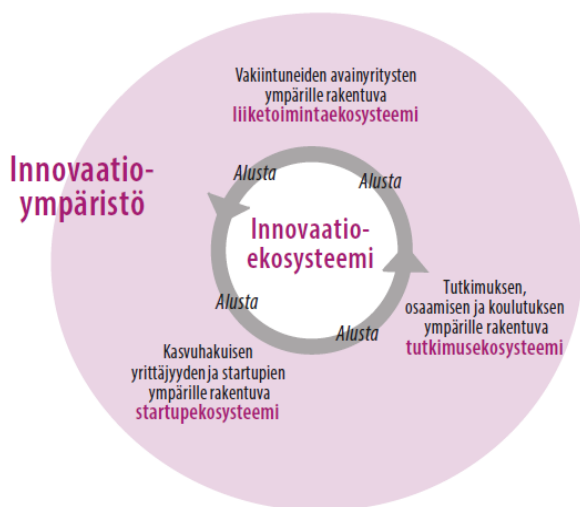 Vakiintuneiden avainyritysten
ympärille rakentuva
liiketoimintaekosysteemi
Innovaatio-
ympäristö
Alusta
Alusta
Innovaatio-
ekosysteemi
Alusta
Alusta
Tutkimuksen,
osaamisen ja koulutuksen
ympärille rakentuva
tutkimusekosysteemi
Kasvuhakuisen
yrittäjyyden ja startupien
ympärille rakentuva
startupekosysteemi